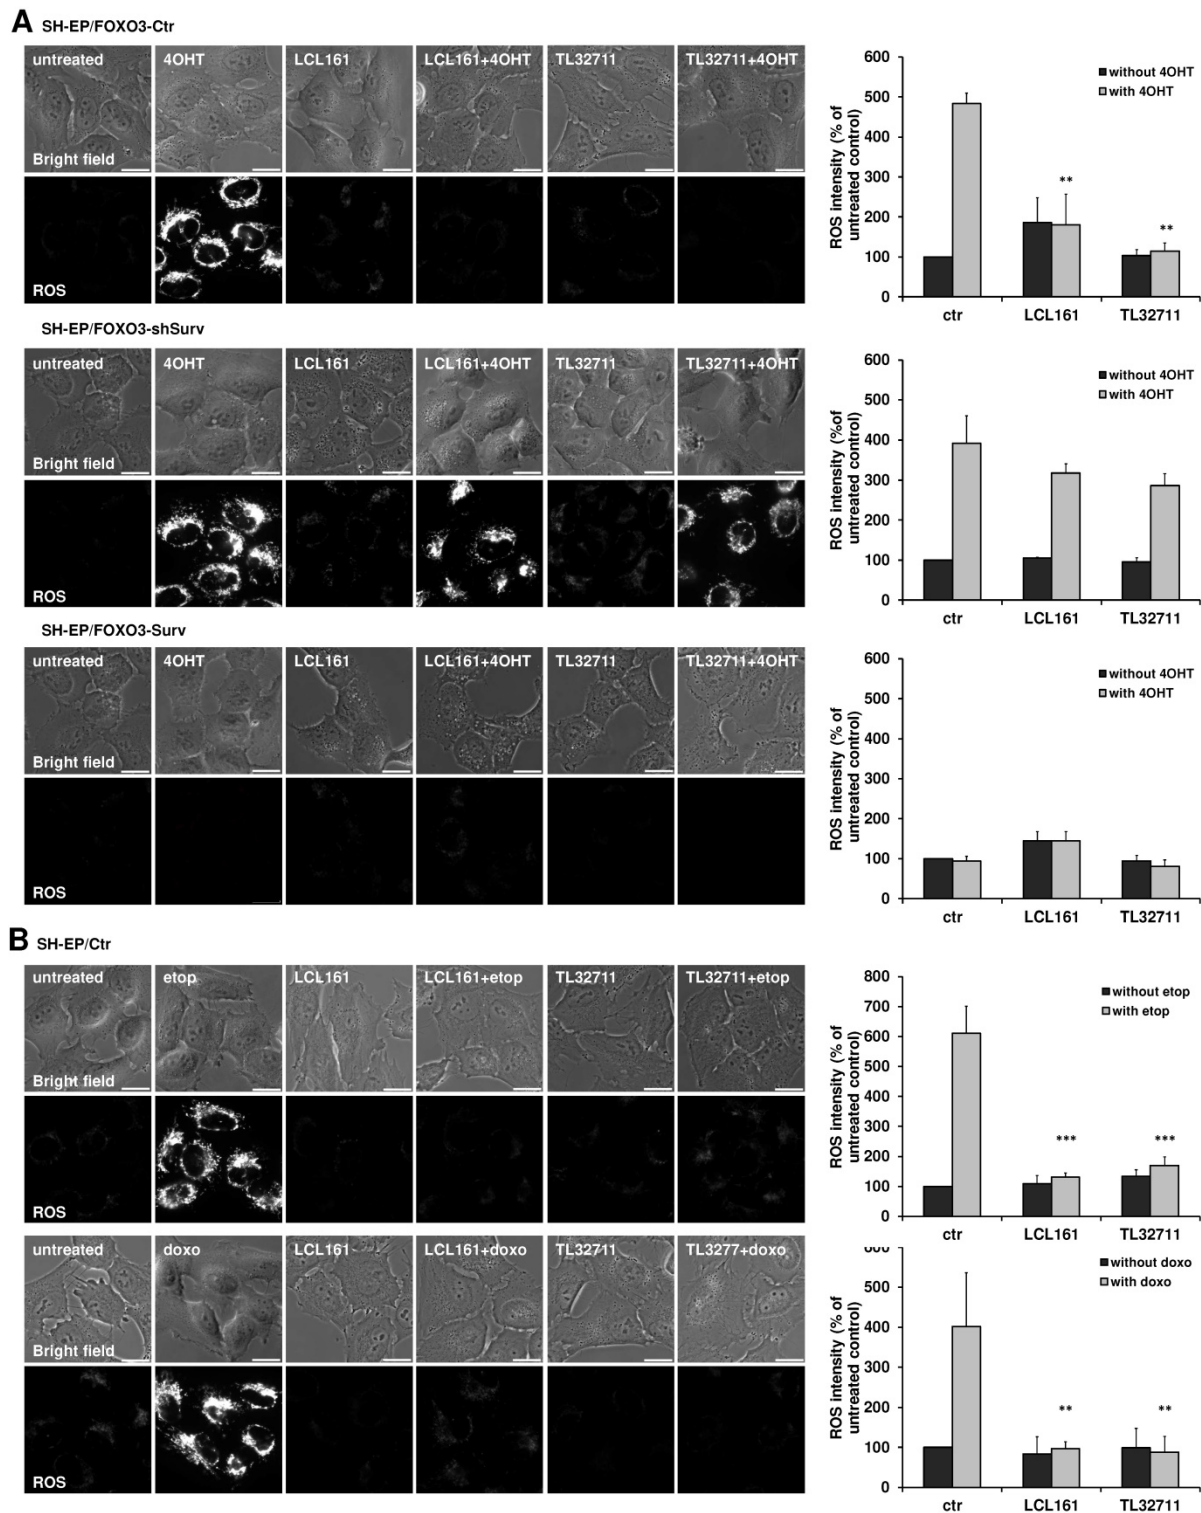 A SH-EP/FOXO3-Ctr
untreated 4OHT LCL161 LCL161+4OHT TL32711 TL32711+4OHT
Bright field
ROS
ROS intensity (% of
untreated control)
600
500
400
300
200
100
0
without 4OHT
with 4OHT
**
**
ctr LCL161 TL32711
SH-EP/FOXO3-shSurv
untreated 4OHT LCL161 LCL161+4OHT TL32711 TL32711+4OHT
Bright field
ROS
ROS intensity (%of
untreated control)
600
500
400
300
200
100
0
without 4OHT
with 4OHT
ctr LCL161 TL32711
SH-EP/FOXO3-Surv
untreated 4OHT LCL161 LCL161+4OHT TL32711 TL32711+4OHT
Bright field
ROS
ROS intensity (% of
untreated control)
600
500
400
300
200
100
0
without 4OHT
with 4OHT
ctr LCL161 TL32711
B SH-EP/Ctr
untreated etop LCL161 LCL161+etop TL32711 TL32711+etop
Bright field
ROS
ROS intensity (% of
untreated control)
800
700
600
500
400
300
200
100
0
without etop
with etop
*** ***
ctr LCL161 TL32711
untreated doxo LCL161 LCL161+doxo TL32711 TL3277+doxo
Bright field
ROS
ROS intensity (% of
untreated control)
600
500
400
300
200
100
0
without doxo
with doxo
** **
ctr LCL161 TL32711